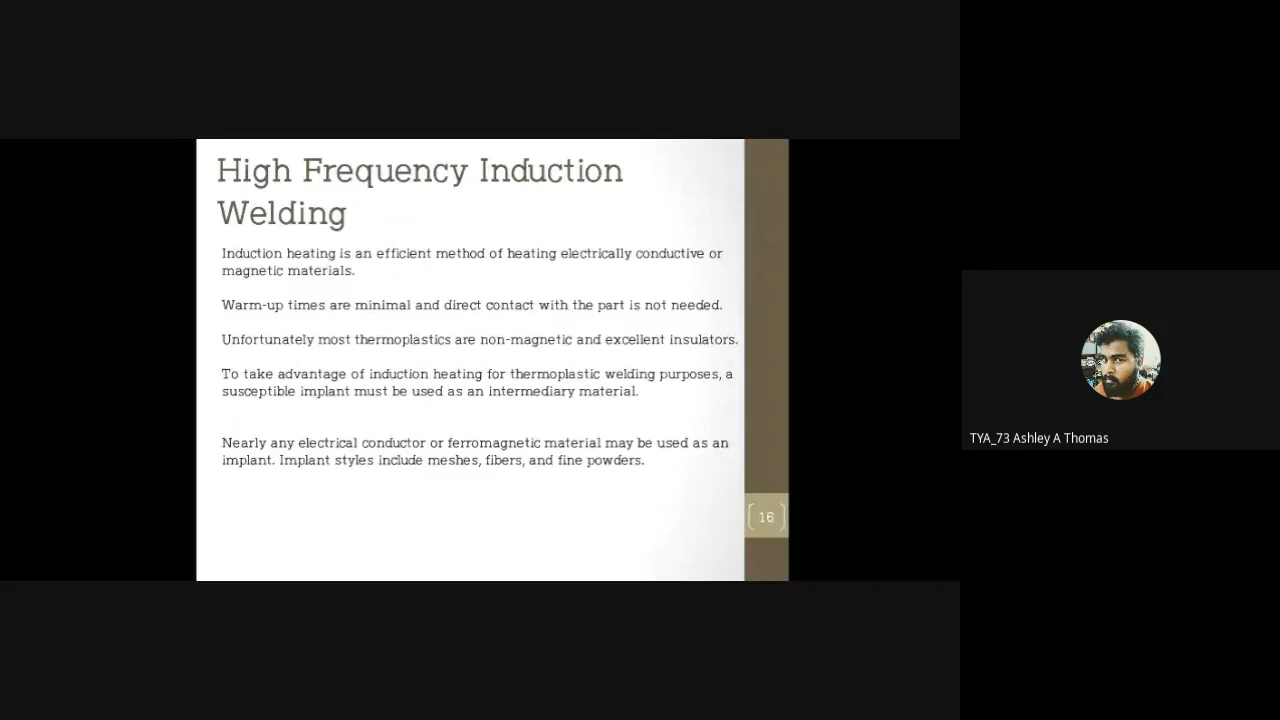 High Frequency Induction
Welding
Induction heating is an efficient method of heating electrically conductive or
magnetic materials.
Warm-up times are minimal and direct contact with the part is not needed.
Unfortunately most thermoplastics are non-magnetic and excellent insulators.
To take advantage of induction heating for thermoplastic welding purposes, a
susceptible implant must be used as an intermediary material.
Nearly any electrical conductor or ferromagnetic material may be used as an
implant. Implant styles include meshes, fibers, and fine powders.
16
TYA_73 Ashley A Thomas